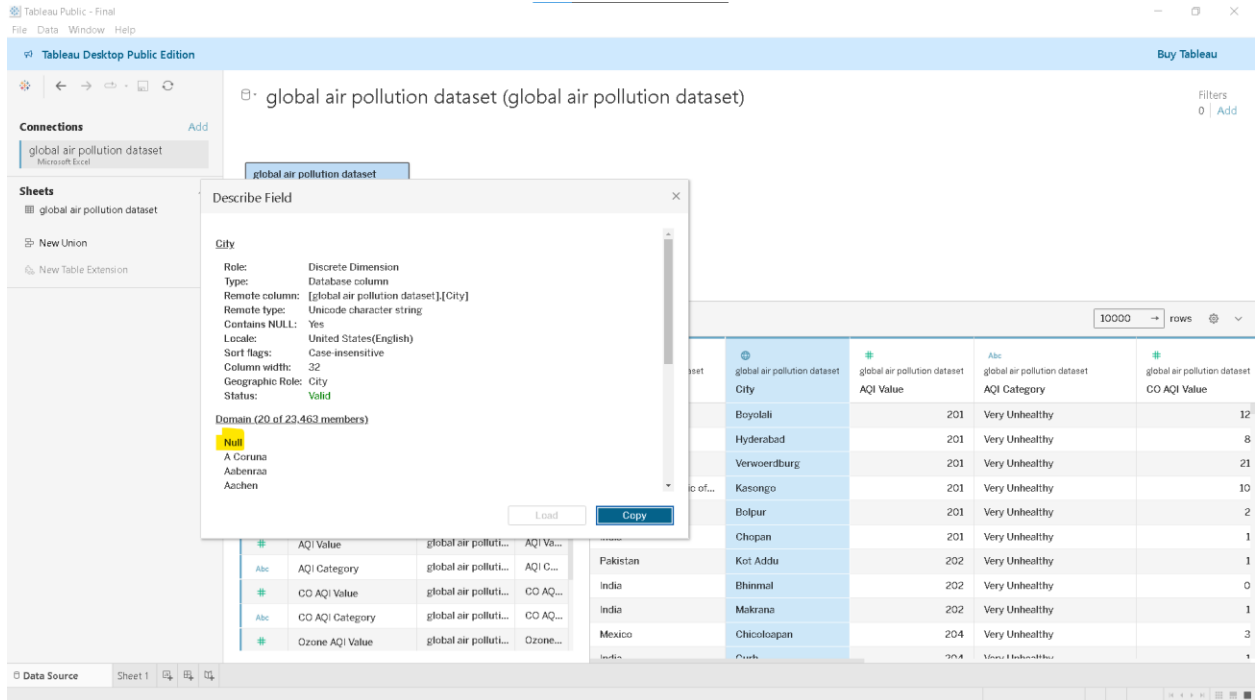 Tableau Public - Final
File Data Window Help
Tableau Desktop Public Edition
Buy Tableau
Connections
Add
global air pollution dataset
Microsoft Excel
Sheets
global air pollution dataset
New Union
New Table Extension
global air pollution dataset (global air pollution dataset)
Filters
0 Add
global air pollution dataset
Describe Field
City
Role: Discrete Dimension
Type: Database column
Remote column: [global air pollution dataset].[City]
Remote type: Unicode character string
Contains NULL: Yes
Locale: United States(English)
Sort flags: Case-insensitive
Column width: 32
Geographic Role: City
Status: Valid
Domain (20 of 23,463 members)
Null
A Coruna
Aabenraa
Aachen
Load Copy
AQI Value global air polluti... AQI Va...
Abc AQI Category global air polluti... AQI C...
CO AQI Value global air polluti... CO AQ...
Abc CO AQI Category global air polluti... CO AQ...
Ozone AQI Value global air polluti... Ozone...
10000 → rows
# Abc #
global air pollution dataset global air pollution dataset global air pollution dataset global air pollution dataset
City AQI Value AQI Category CO AQI Value
Boyolali 201 Very Unhealthy 12
Hyderabad 201 Very Unhealthy 8
Verwoerdburg 201 Very Unhealthy 21
ic of... Kasongo 201 Very Unhealthy 10
Bolpur 201 Very Unhealthy 2
Chopan 201 Very Unhealthy 1
Pakistan Kot Addu 202 Very Unhealthy 1
India Bhinmal 202 Very Unhealthy 0
India Makrana 202 Very Unhealthy 1
Mexico Chicoloapan 204 Very Unhealthy 3
India 204 Very Unhealthy 1
Data Source Sheet 1